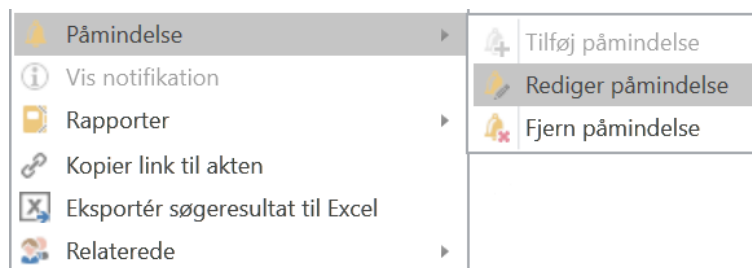 Påmindelse
Vis notifikation
Rapporter
Kopier link til akten
Eksportér søgeresultat til Excel
Relaterede
Tilføj påmindelse
Rediger påmindelse
Fjern påmindelse